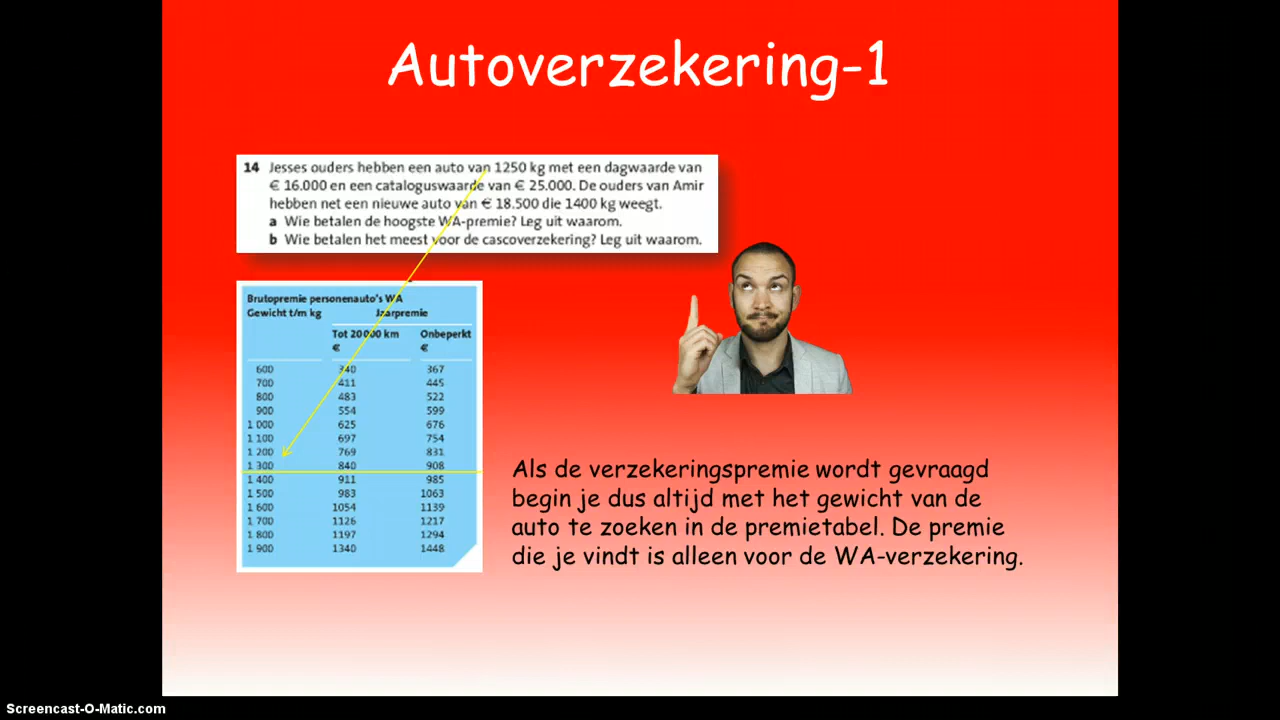 Autoverzekering-1
14 Jesses ouders hebben een auto van 1250 kg met een dagwaarde van
€ 16.000 en een cataloguswaarde van € 25.000. De ouders van Amir
hebben net een nieuwe auto van € 18.500 die 1400 kg weegt.
a Wie betalen de hoogste WA-premie? Leg uit waarom.
b Wie betalen het meest voor de cascoverzekering? Leg uit waarom.
Brutopremie personenauto's WA
Gewicht t/m kg Jaarpremie
Tot 20 000 km Onbeperkt
€ €
600 340 367
700 411 445
800 483 522
900 554 599
1 000 625 676
1 100 697 754
1 200 769 831
1 300 840 908
1 400 911 985
1 500 983 1063
1 600 1054 1139
1 700 1126 1217
1 800 1197 1294
1 900 1340 1448
Als de verzekeringspremie wordt gevraagd
begin je dus altijd met het gewicht van de
auto te zoeken in de premietabel. De premie
die je vindt is alleen voor de WA-verzekering.
Screencast-O-Matic.com